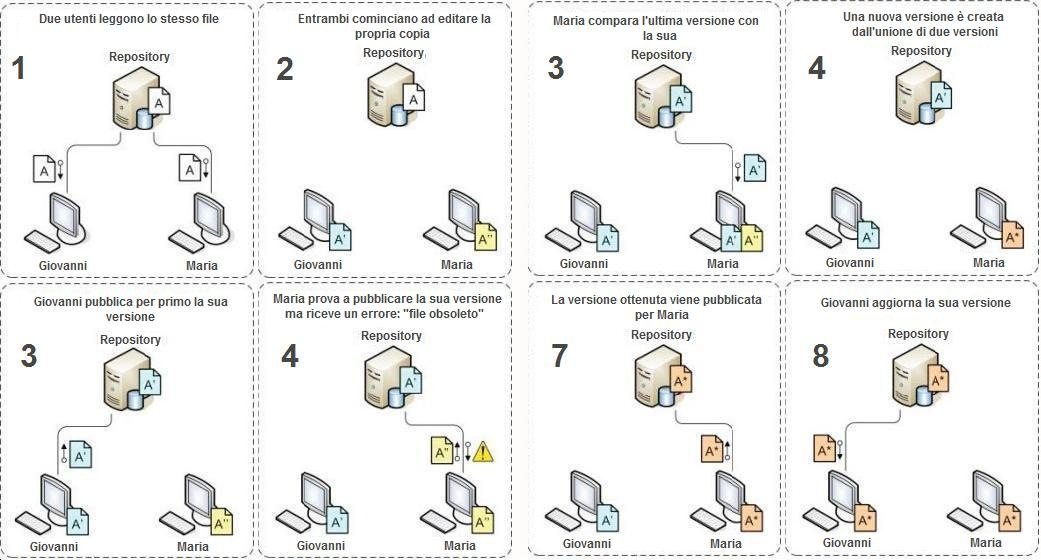 Due utenti leggono lo stesso file
Repository
1
A
A
A
Giovanni
Maria
Entrambi cominciano ad editare la
propria copia
Repository
2
A
A'
A''
Giovanni
Maria
Giovanni pubblica per primo la sua
versione
Repository
3
A'
A'
A'
A''
Giovanni
Maria
Maria prova a pubblicare la sua versione
ma riceve un errore: "file obsoleto"
Repository
4
A'
A''
A'
A''
Giovanni
Maria
Maria compara l'ultima versione con
la sua
Repository
3
A'
A'
A'
A'
A''
Giovanni
Maria
Una nuova versione è creata
dall'unione di due versioni
Repository
4
A'
A'
A*
Giovanni
Maria
La versione ottenuta viene pubblicata
per Maria
Repository
7
A*
A*
A'
A*
Giovanni
Maria
Giovanni aggiorna la sua versione
Repository
8
A*
A*
A*
A*
Giovanni
Maria